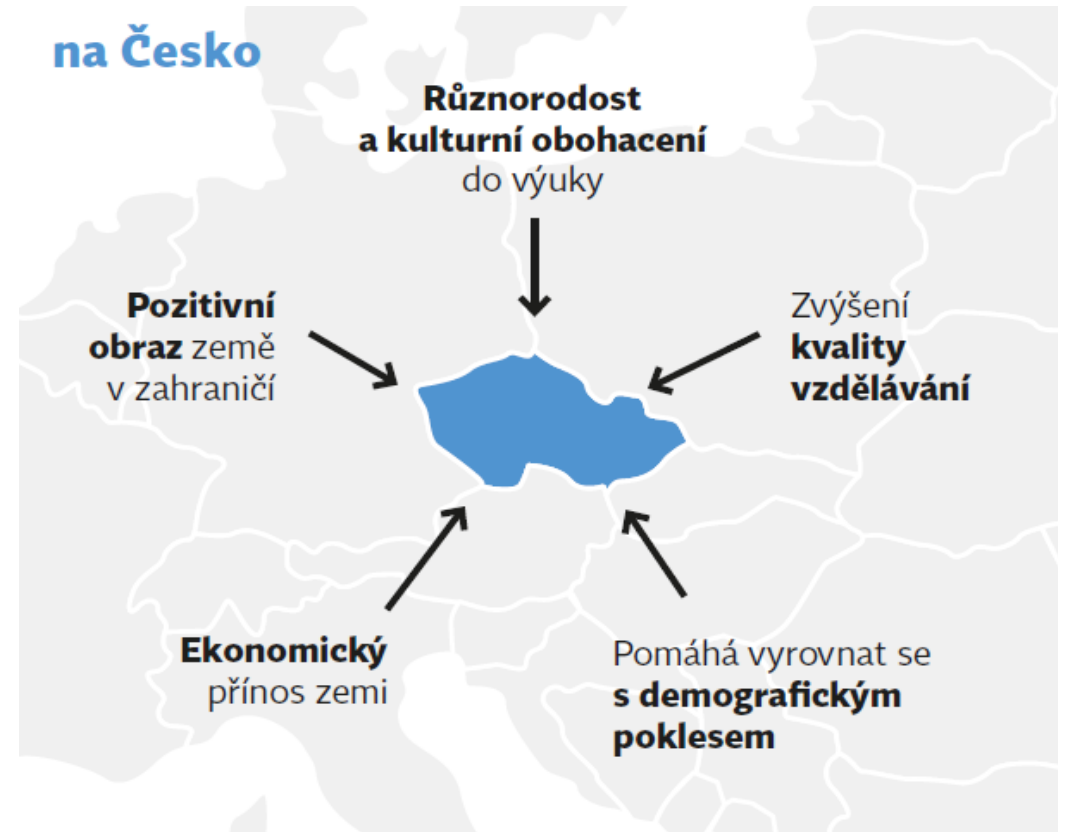 na Česko
Různorodost
a kulturní obohacení
do výuky
Pozitivní
obraz země
v zahraničí
Zvýšení
kvality
vzdělávání
Ekonomický
přínos zemi
Pomáhá vyrovnat se
s demografickým
poklesem